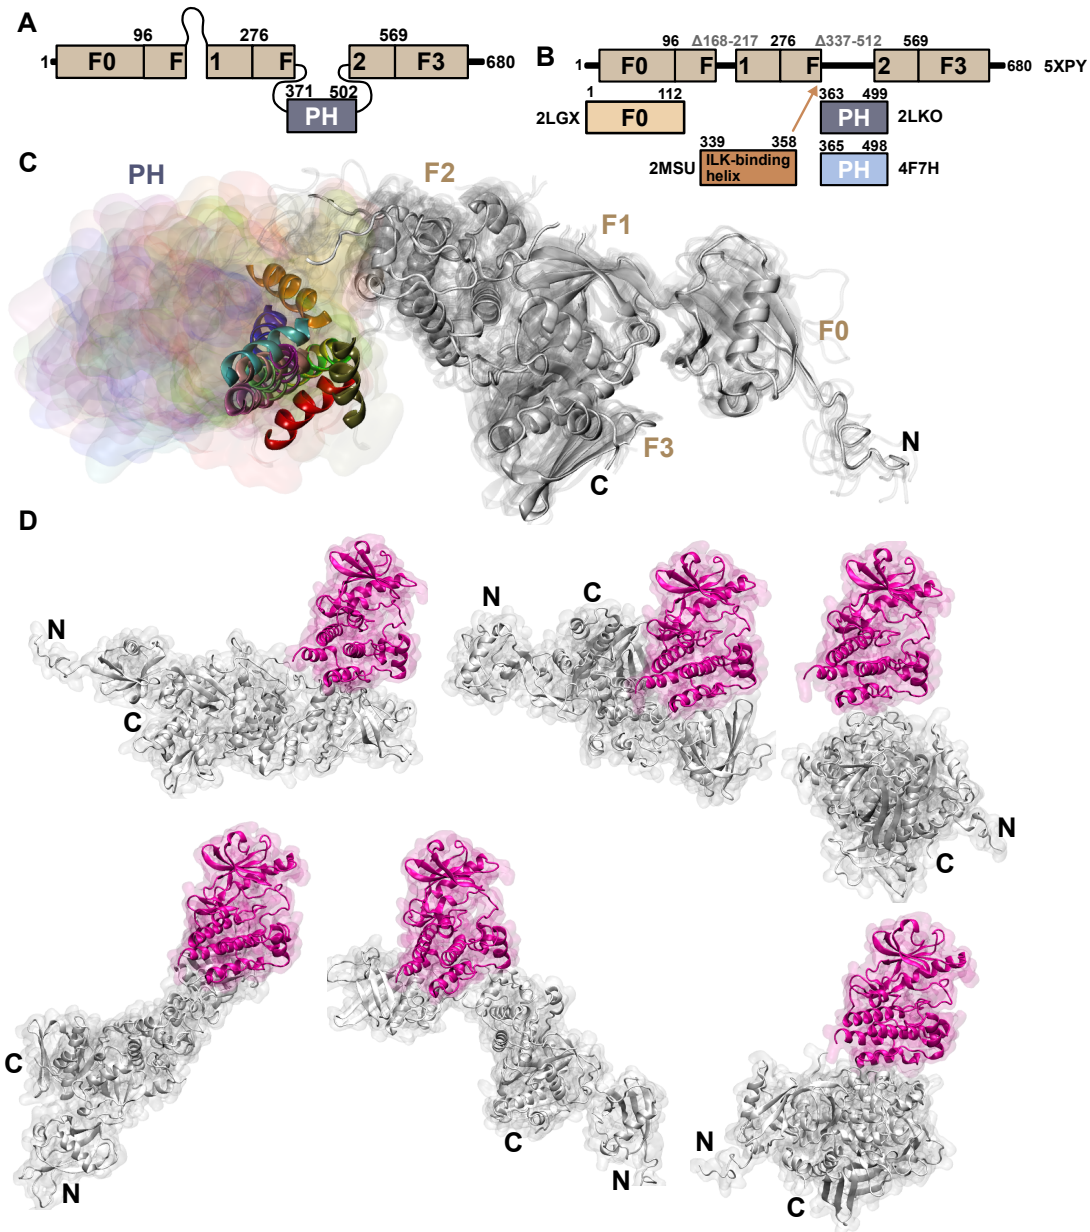 A
96
276
569
1
F0
F
1
F
2
F3
680
371
502
PH
B
96
Δ168-217
276
Δ337-512
569
1
F0
F
1
F
2
F3
680
5XPY
1
112
363
499
2LGX
F0
PH
2LKO
339
358
365
498
2MSU
ILK-binding
helix
PH
4F7H
C
PH
F2
F1
F0
F3
N
C
D
N
C
N
C
N
C
C
N
C
N
N
C